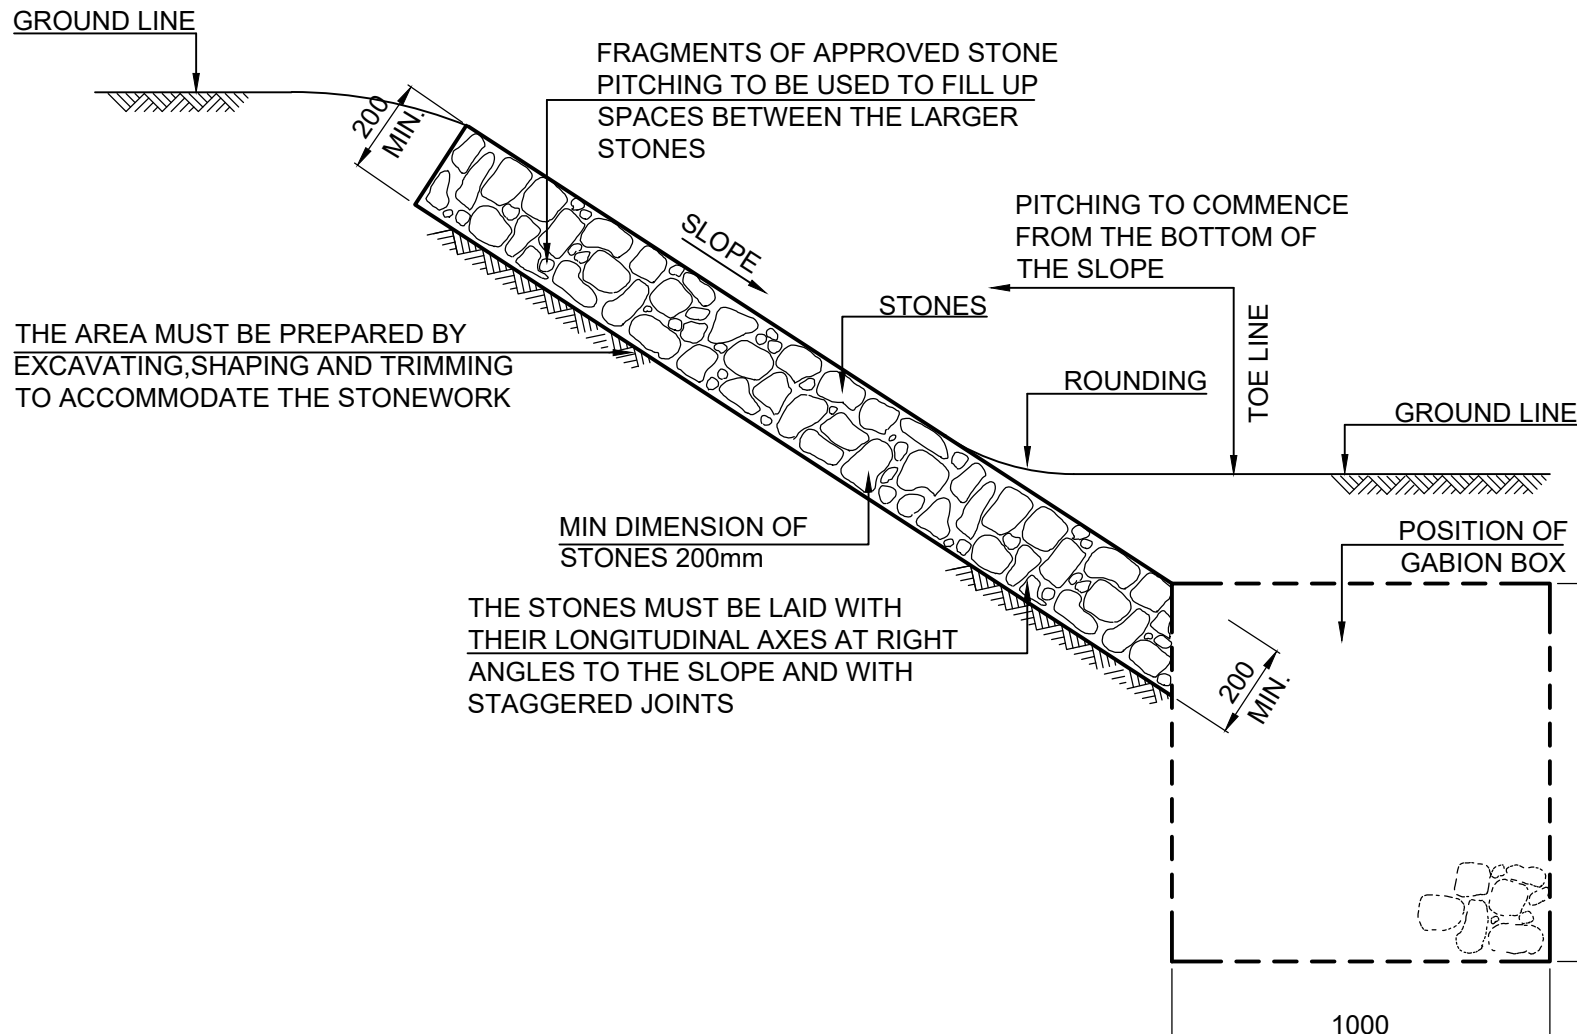 GROUND LINE
FRAGMENTS OF APPROVED STONE
PITCHING TO BE USED TO FILL UP
SPACES BETWEEN THE LARGER
STONES
200
MIN.
SLOPE
PITCHING TO COMMENCE
FROM THE BOTTOM OF
THE SLOPE
STONES
TOE LINE
THE AREA MUST BE PREPARED BY
EXCAVATING,SHAPING AND TRIMMING
TO ACCOMMODATE THE STONEWORK
ROUNDING
GROUND LINE
MIN DIMENSION OF
STONES 200mm
POSITION OF
GABION BOX
THE STONES MUST BE LAID WITH
THEIR LONGITUDINAL AXES AT RIGHT
ANGLES TO THE SLOPE AND WITH
STAGGERED JOINTS
200
MIN.
1000